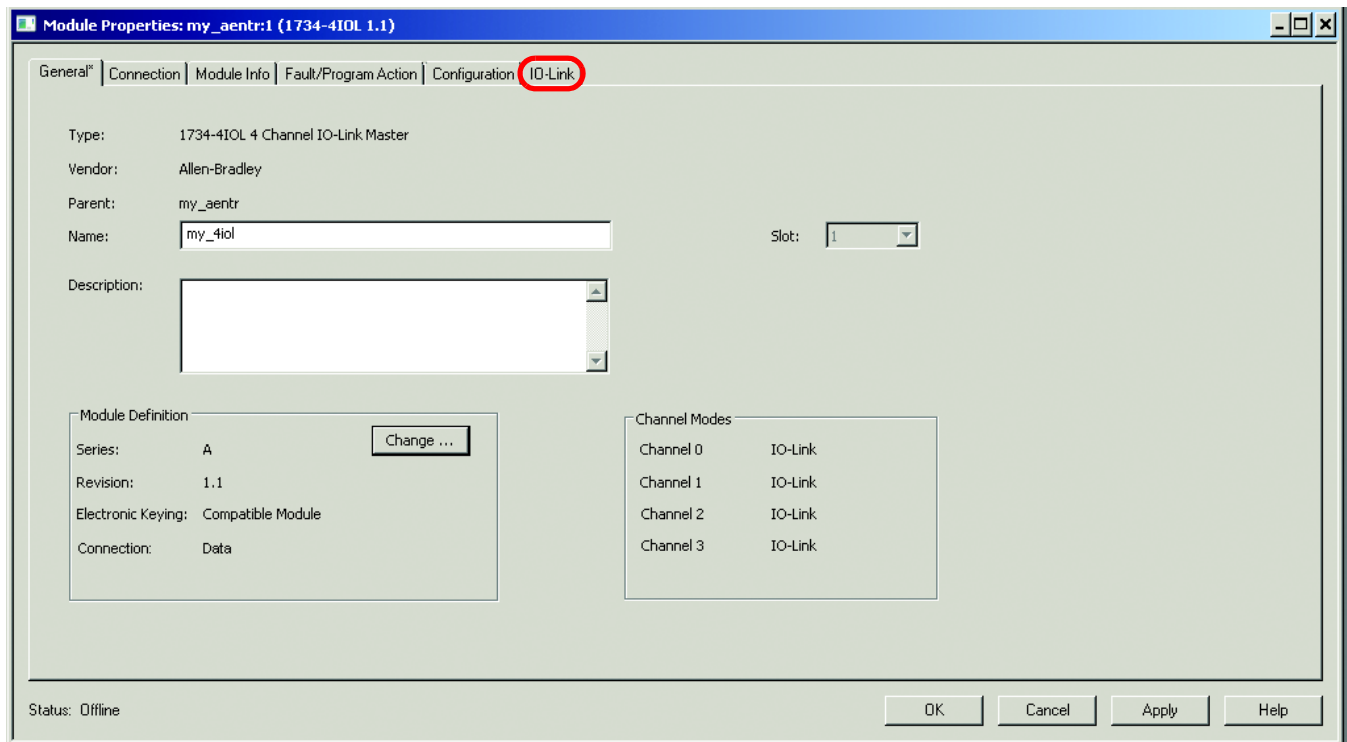 Module Properties: my_aentr:1 (1734-4IOL 1.1)
General* Connection Module Info Fault/Program Action Configuration IO-Link
Type: 1734-4IOL 4 Channel IO-Link Master
Vendor: Allen-Bradley
Parent: my_aentr
Name: my_4iol Slot: 1
Description:
Module Definition
Change ...
Series: A
Revision: 1.1
Electronic Keying: Compatible Module
Connection: Data
Channel Modes
Channel 0 IO-Link
Channel 1 IO-Link
Channel 2 IO-Link
Channel 3 IO-Link
Status: Offline OK Cancel Apply Help